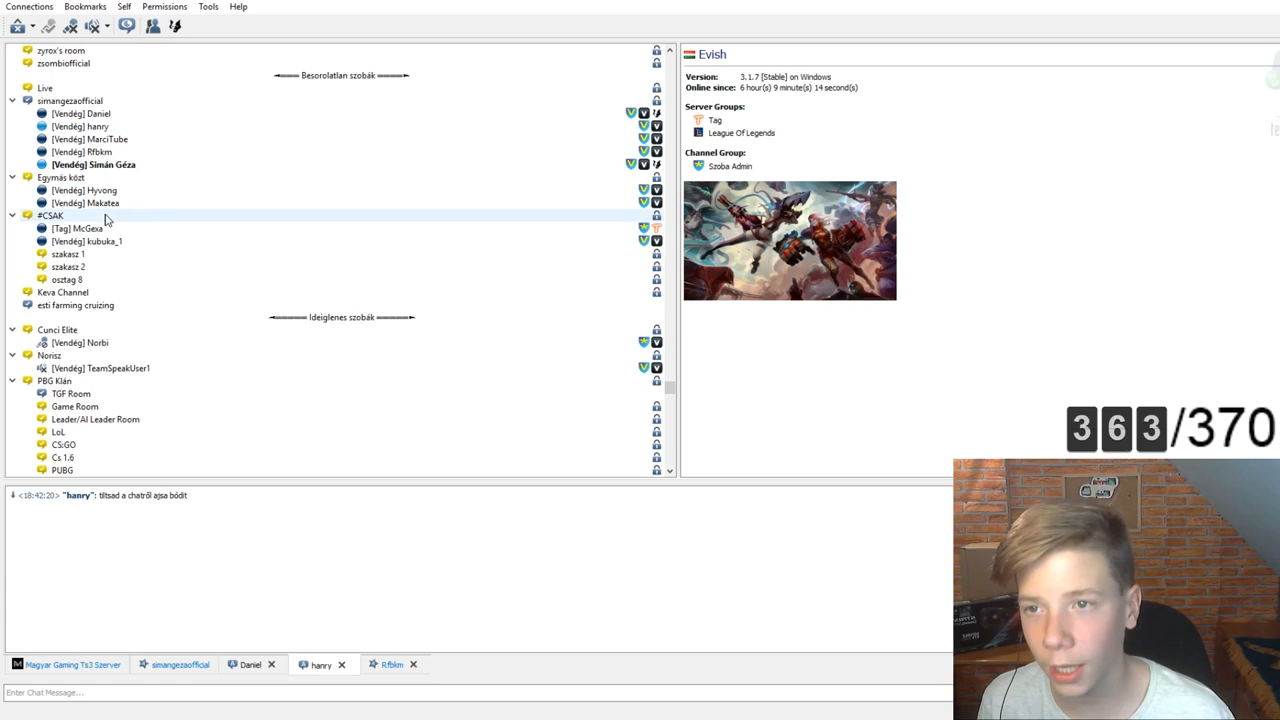 Connections Bookmarks Self Permissions Tools Help
zyrox's room
zsombiofficial
Besorolatlan szobák
Live
simangezaofficial
[Vendég] Daniel
[Vendég] hanry
[Vendég] MarciTube
[Vendég] Rfbkm
[Vendég] Simán Géza
Egymás közt
[Vendég] Hyvong
[Vendég] Makatea
#CSAK
[Tag] McGexa
[Vendég] kubuka_1
szakasz 1
szakasz 2
osztag 8
Keva Channel
esti farming cruizing
Ideiglenes szobák
Cunci Elite
[Vendég] Norbi
Norisz
[Vendég] TeamSpeakUser1
PBG Klán
TGF Room
Game Room
Leader/Al Leader Room
LoL
CS:GO
Cs 1.6
PUBG
Evish
Version: 3.1.7 [Stable] on Windows
Online since: 6 hour(s) 9 minute(s) 14 second(s)
Server Groups:
Tag
League Of Legends
Channel Group:
Szoba Admin
363/370
<18:42:20> "hanry": tiltsad a chatről ajsa bódit
Magyar Gaming Ts3 Szerver simangezaofficial Daniel hanry Rfbkm
Enter Chat Message...